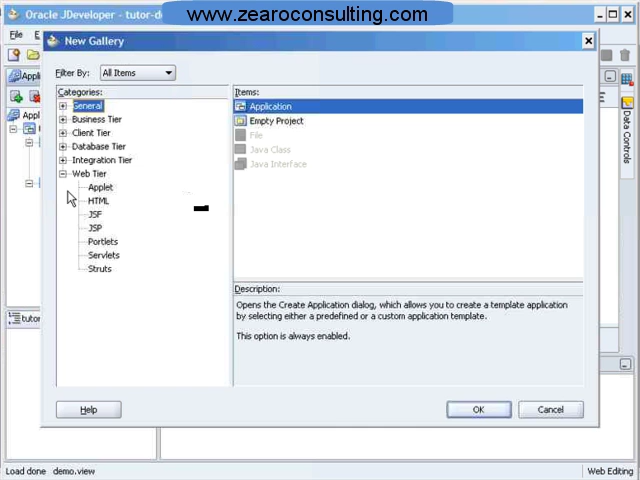 Oracle JDeveloper - tutor-de
www.zearoconsulting.com
File E
New Gallery
Filter By: All Items
Categories:
General
Business Tier
Client Tier
Database Tier
Integration Tier
Web Tier
Applet
HTML
JSF
JSP
Portlets
Servlets
Struts
Items:
Application
Empty Project
File
Java Class
Java Interface
Description:
Opens the Create Application dialog, which allows you to create a template application
by selecting either a predefined or a custom application template.
This option is always enabled.
Help
OK
Cancel
Appli
Appl
tutor
Data Controls
Load done demo.view
Web Editing